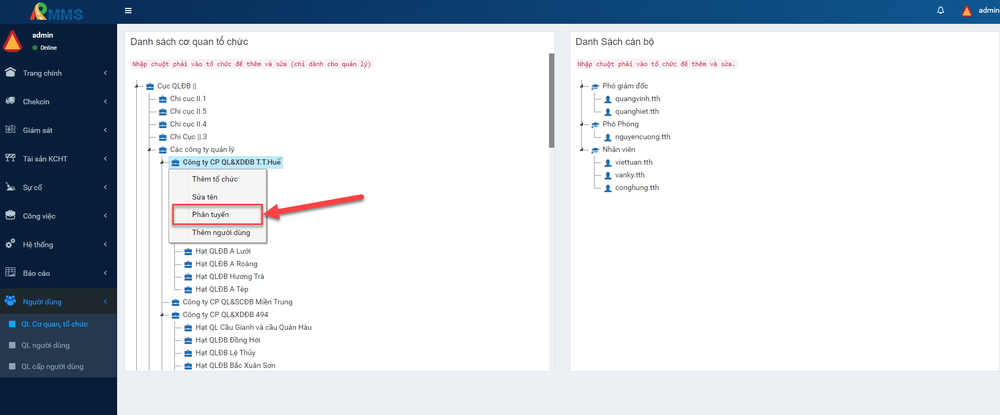 RMMS
admin
admin
Online
Trang chính
Chekcin
Giám sát
Tài sản KCHT
Sự cố
Công việc
Hệ thống
Báo cáo
Người dùng
QL Cơ quan, tổ chức
QL người dùng
QL cấp người dùng
Danh sách cơ quan tổ chức
Nhập chuột phải vào tổ chức để thêm và sửa (chỉ dành cho quản lý)
Cục QLĐB ||
Chi cuc II.1
Chi cục II.5
Chi cục II.4
Chi Cục ||.3
Các công ty quản lý
Công ty CP QL&XDĐB T.T.Huế
Thêm tổ chức
Sửa tên
Phân tuyến
Thêm người dùng
Hạt QLĐB A Lưới
Hạt QLĐB A Roàng
Hạt QLĐB Hương Trà
Hạt QLĐB A Tép
Công ty CP QL&SCĐB Miền Trung
Công ty CP QL&XDĐB 494
Hạt QL Cầu Gianh và cầu Quán Hàu
Hạt QLĐB Đồng Hới
Hạt QLĐB Lệ Thủy
Hạt QLĐB Bắc Xuân Sơn
Danh Sách cán bộ
Nhập chuột phải vào tổ chức để thêm và sửa.
Phó giám đốc
quangvinh.tth
quanghiet.tth
Phó Phòng
nguyencuong.tth
Nhân viên
viettuan.tth
vanky.tth
conghung.tth